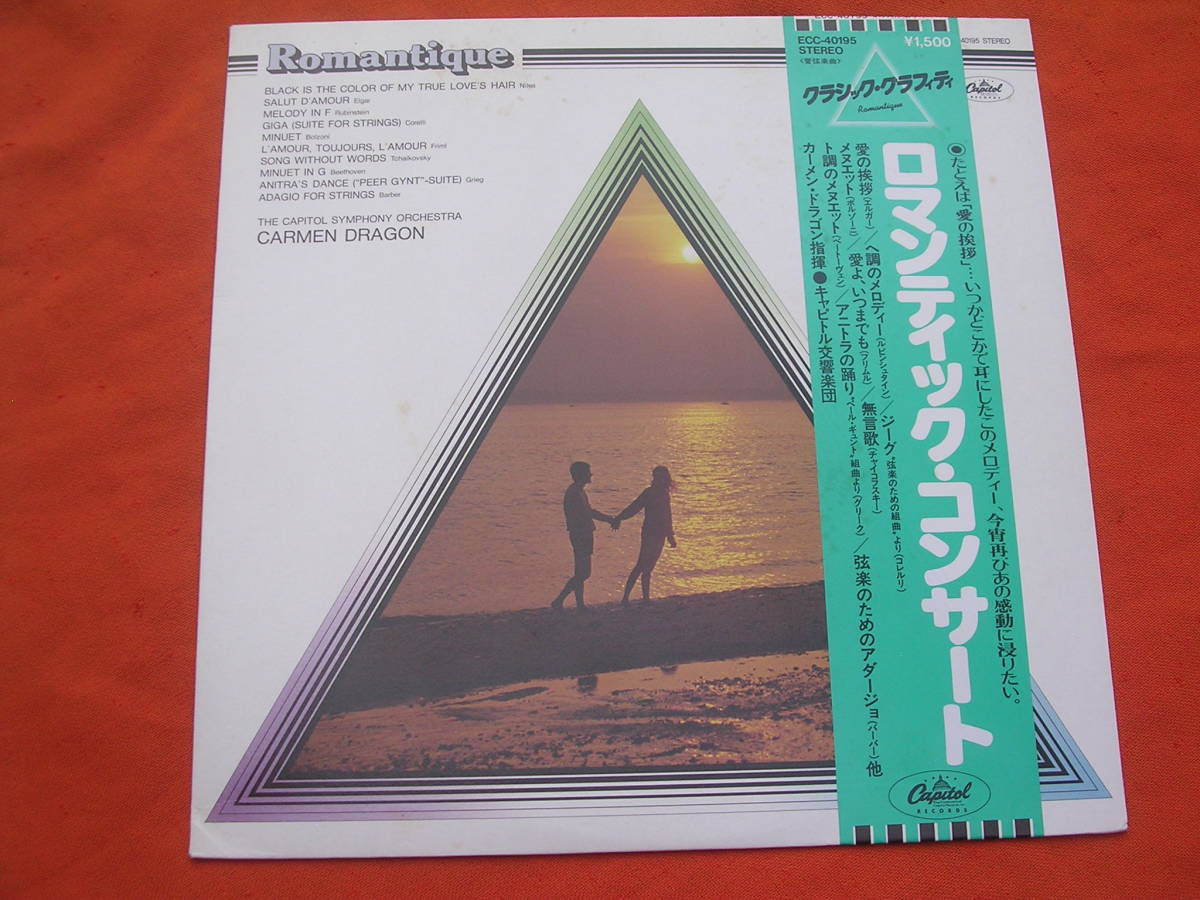 Romantique
BLACK IS THE COLOR OF MY TRUE LOVE'S HAIR Niles
SALUT D'AMOUR Elgar
MELODY IN F Rubinstein
GIGA (SUITE FOR STRINGS) Corelli
MINUET Bolzoni
L'AMOUR, TOUJOURS, L'AMOUR Friml
SONG WITHOUT WORDS Tchaikovsky
MINUET IN G Beethoven
ANITRA'S DANCE ("PEER GYNT"-SUITE) Grieg
ADAGIO FOR STRINGS Barber
THE CAPITOL SYMPHONY ORCHESTRA
CARMEN DRAGON
ECC-40195
STEREO
〈管弦楽曲〉
¥1,500
クラシック・グラフィティ
Romantique
ロマンティック・コンサート
●たとえば「愛の挨拶」…いつかどこかで耳にしたこのメロディー、今宵再びあの感動に浸りたい。
愛の挨拶(エルガー)/ヘ調のメロディー(ルビンシュタイン)/ジーグ"弦楽のための組曲"より(コレルリ)
メヌエット(ボルゾーニ)/愛よ、いつまでも(フリムル)/無言歌(チャイコフスキー)
ト調のメヌエット(ベートーヴェン)/アニトラの踊り"ペール・ギュント"組曲より(グリーク)/弦楽のためのアダージョ(バーバー)他
カーメン・ドラゴン指揮●キャピトル交響楽団
Capitol
RECORDS
40195 STEREO
Capitol
RECORDS